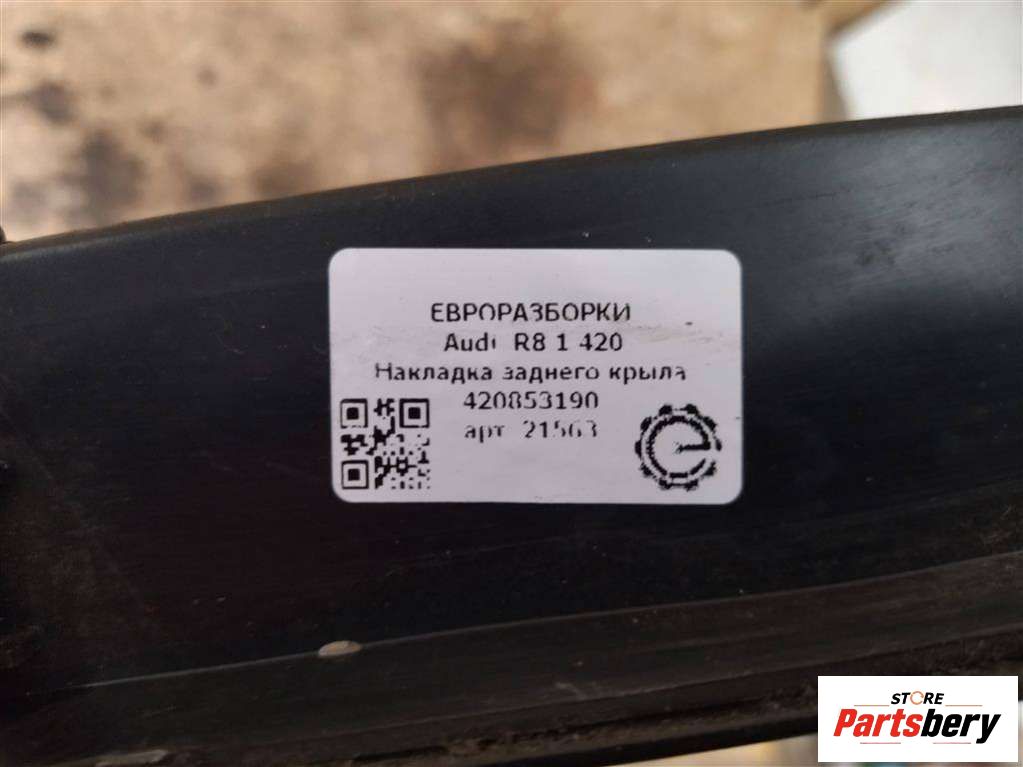 ЕВРОРАЗБОРКИ
Audi R8 1 420
Накладка заднего крыла
420853190
арт. 21563
STORE
Partsbery